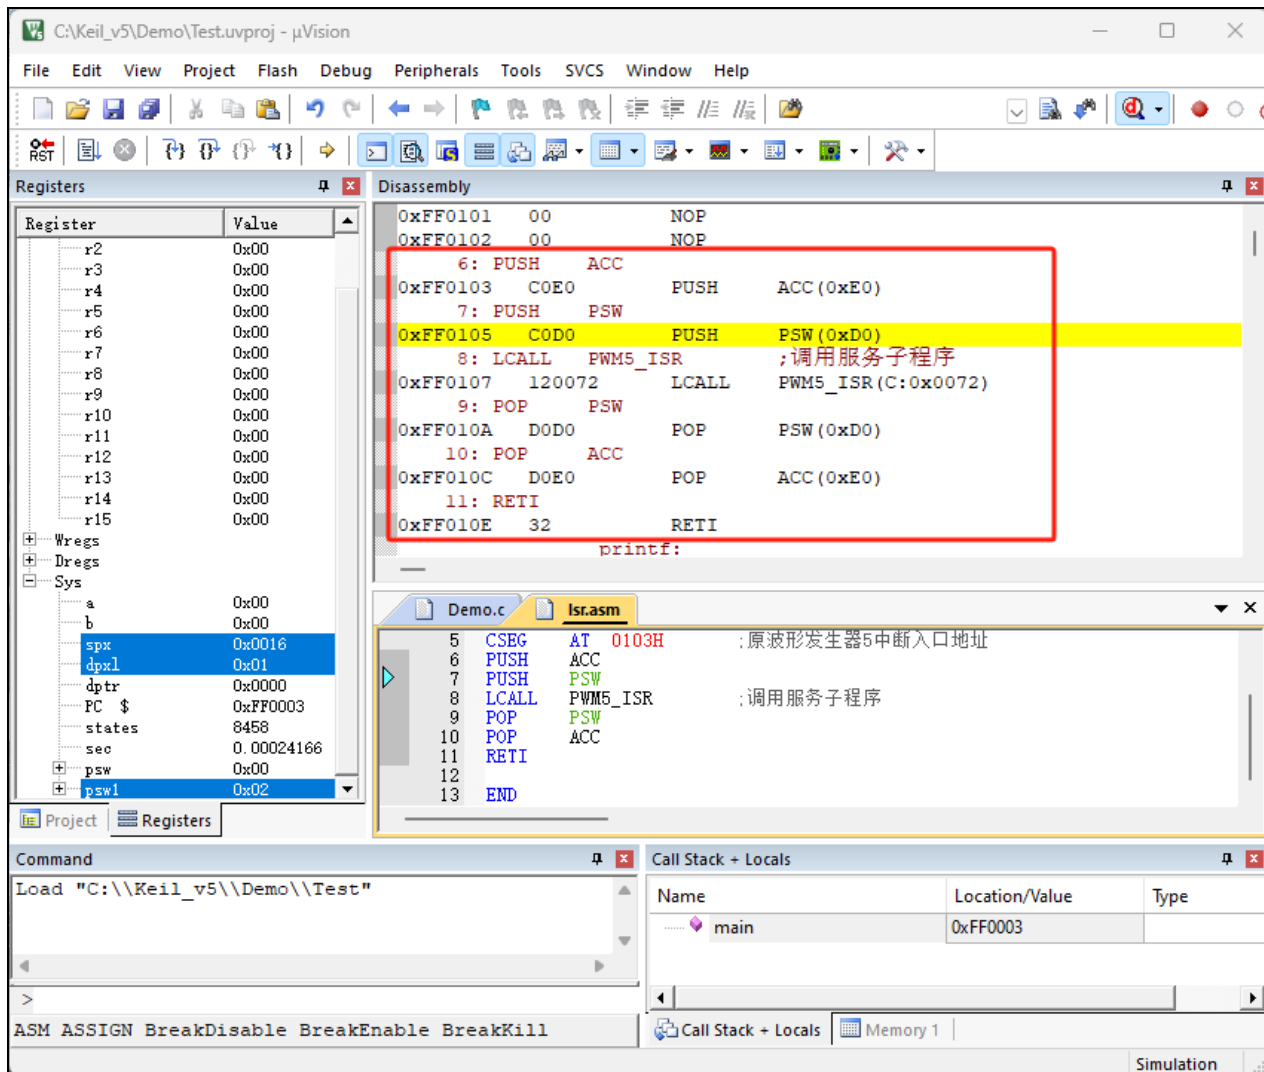 C:\Keil_v5\Demo\Test.uvproj - µVision
File Edit View Project Flash Debug Peripherals Tools SVCS Window Help
RST
Registers
Register Value
r2 0x00
r3 0x00
r4 0x00
r5 0x00
r6 0x00
r7 0x00
r8 0x00
r9 0x00
r10 0x00
r11 0x00
r12 0x00
r13 0x00
r14 0x00
r15 0x00
Wregs
Dregs
Sys
a 0x00
b 0x00
spx 0x0016
dpxl 0x01
dptr 0x0000
PC $ 0xFF0003
states 8458
sec 0.00024166
psw 0x00
psw1 0x02
Project Registers
Disassembly
0xFF0101 00 NOP
0xFF0102 00 NOP
6: PUSH ACC
0xFF0103 C0E0 PUSH ACC(0xE0)
7: PUSH PSW
0xFF0105 C0D0 PUSH PSW(0xD0)
8: LCALL PWM5_ISR ;调用服务子程序
0xFF0107 120072 LCALL PWM5_ISR(C:0x0072)
9: POP PSW
0xFF010A D0D0 POP PSW(0xD0)
10: POP ACC
0xFF010C D0E0 POP ACC(0xE0)
11: RETI
0xFF010E 32 RETI
printf:
Demo.c Isr.asm
5 CSEG AT 0103H ;原波形发生器5中断入口地址
6 PUSH ACC
7 PUSH PSW
8 LCALL PWM5_ISR ;调用服务子程序
9 POP PSW
10 POP ACC
11 RETI
12
13 END
Command
Load "C:\\Keil_v5\\Demo\\Test"
>
ASM ASSIGN BreakDisable BreakEnable BreakKill
Call Stack + Locals
Name Location/Value Type
main 0xFF0003
Call Stack + Locals Memory 1
Simulation